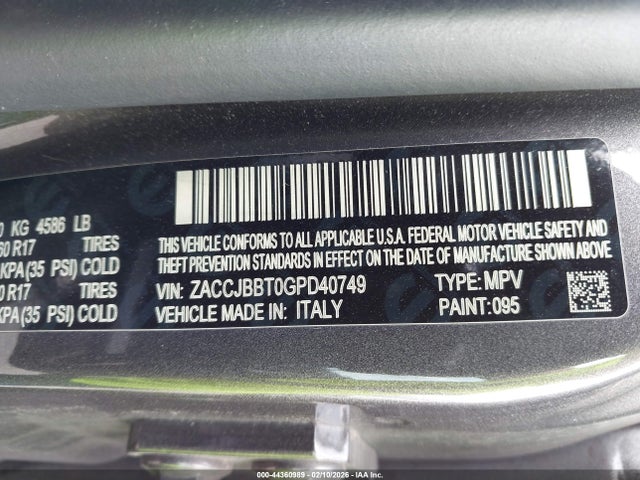 0 KG 4586 LB
60 R17 TIRES
KPA(35 PSI) COLD
0 R17 TIRES
KPA(35 PSI) COLD
THIS VEHICLE CONFORMS TO ALL APPLICABLE U.S.A. FEDERAL MOTOR VEHICLE SAFETY AND
THEFT PREVENTION STANDARDS IN EFFECT ON THE DATE OF MANUFACTURE SHOWN ABOVE.
VIN: ZACCJBBT0GPD40749 TYPE: MPV
VEHICLE MADE IN: ITALY PAINT: 095
000-44360989 - 02/10/2026 - IAA Inc.